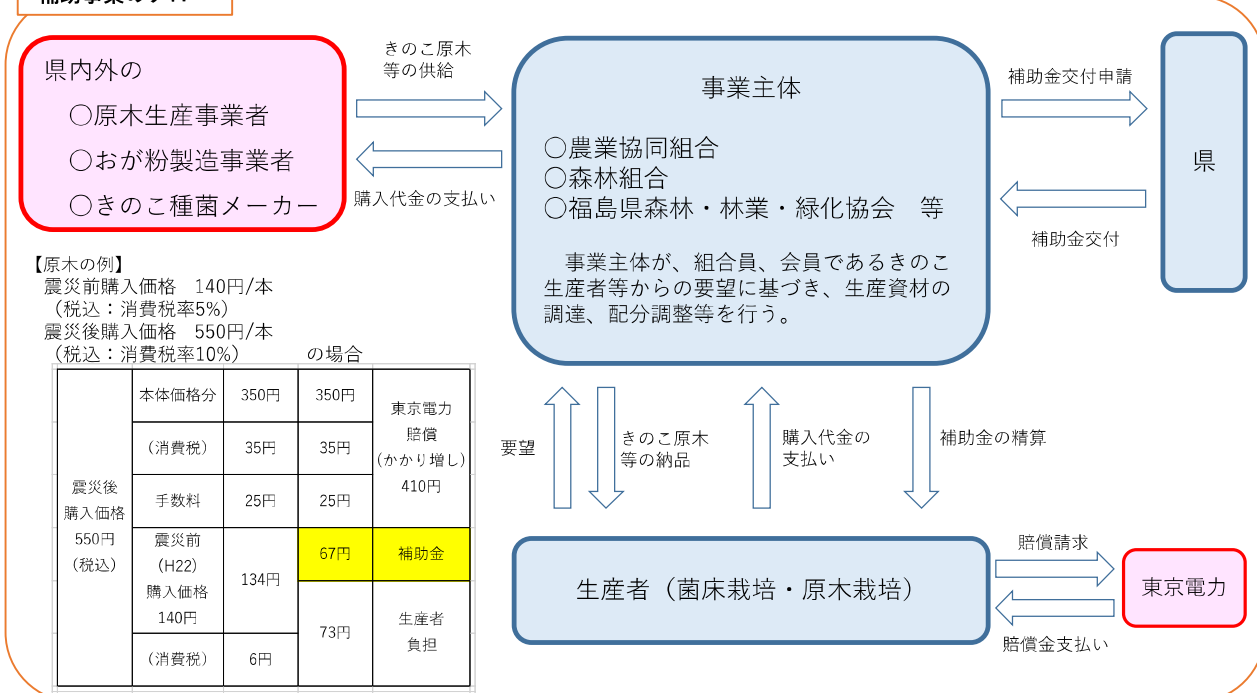 県内外の
○原木生産事業者
○おが粉製造事業者
○きのこ種菌メーカー
きのこ原木
等の供給
購入代金の支払い
事業主体
○農業協同組合
○森林組合
○福島県森林・林業・緑化協会　等
事業主体が、組合員、会員であるきのこ
生産者等からの要望に基づき、生産資材の
調達、配分調整等を行う。
補助金交付申請
補助金交付
県
【原木の例】
震災前購入価格　140円/本
（税込：消費税率5%）
震災後購入価格　550円/本
（税込：消費税率10%）　の場合
震災後
購入価格
550円
(税込)
本体価格分
350円
350円
東京電力
賠償
(かかり増し)
410円
(消費税)
35円
35円
手数料
25円
25円
震災前
(H22)
購入価格
140円
134円
67円
補助金
73円
生産者
負担
(消費税)
6円
要望
きのこ原木
等の納品
購入代金の
支払い
補助金の精算
生産者（菌床栽培・原木栽培）
賠償請求
賠償金支払い
東京電力